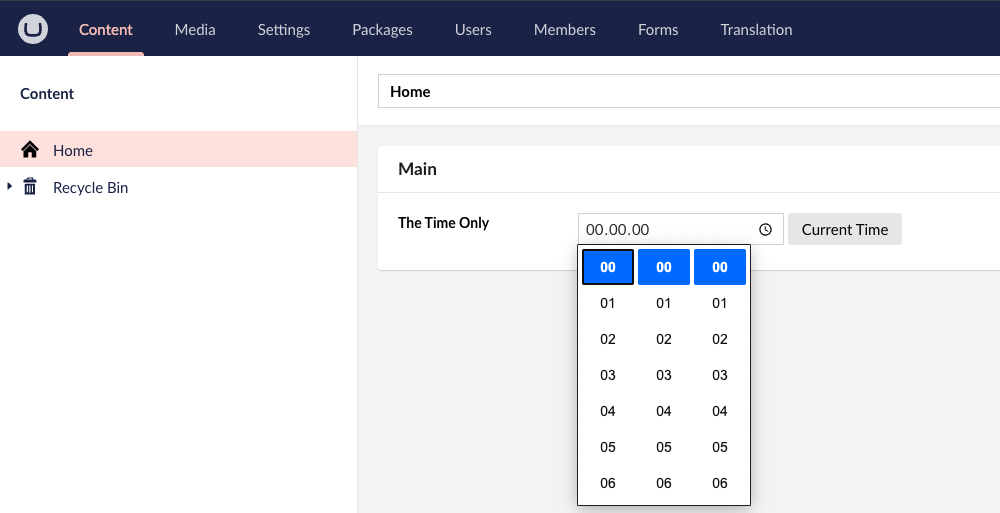 Content Media Settings Packages Users Members Forms Translation
Content
Home
Recycle Bin
Home
Main
The Time Only
00.00.00 Current Time
00 00 00
01 01 01
02 02 02
03 03 03
04 04 04
05 05 05
06 06 06